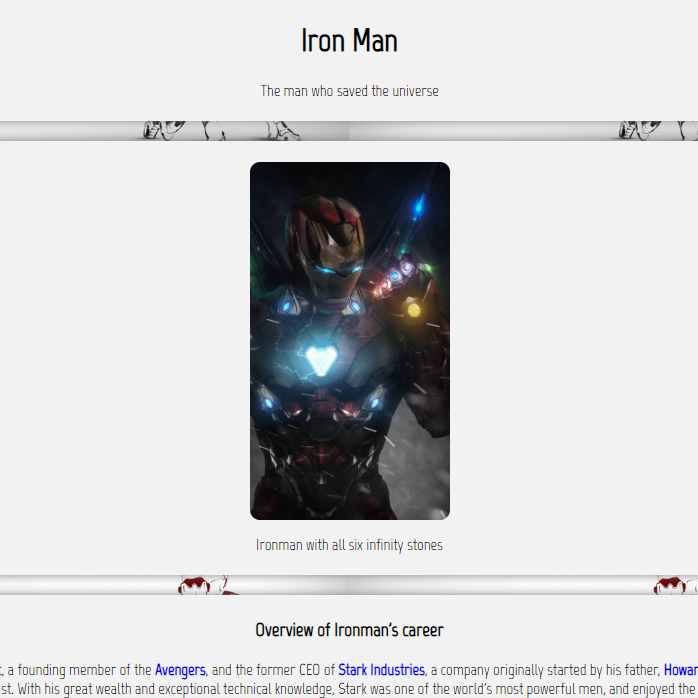 Iron Man
The man who saved the universe
Ironman with all six infinity stones
Overview of Ironman's career
, a founding member of the Avengers, and the former CEO of Stark Industries, a company originally started by his father, Howar
st. With his great wealth and exceptional technical knowledge, Stark was one of the world's most powerful men, and enjoyed the